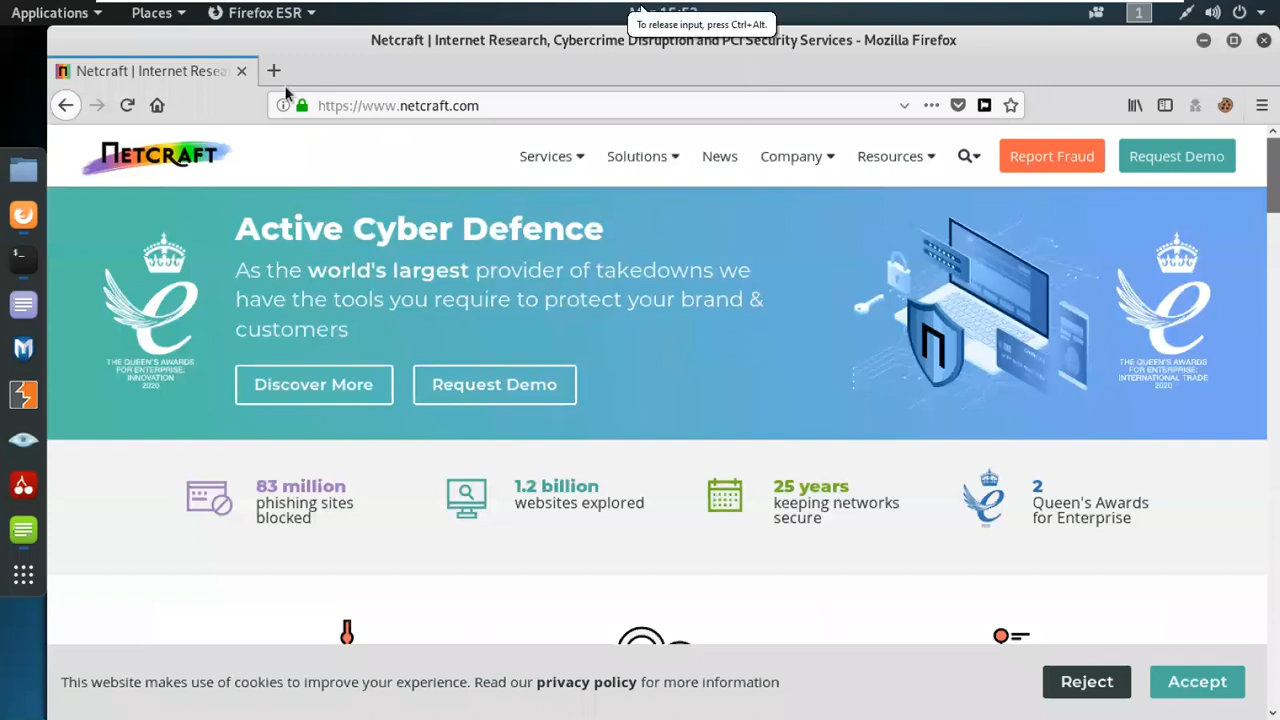 Applications
Places
Firefox ESR
1
To release input, press Ctrl+Alt.
Netcraft | Internet Research, Cybercrime Disruption and PCI Security Services - Mozilla Firefox
Netcraft | Internet Resea
https://www.netcraft.com
NETCRAFT
Services
Solutions
News
Company
Resources
Report Fraud
Request Demo
Active Cyber Defence
As the world's largest provider of takedowns we
have the tools you require to protect your brand &
customers
Discover More
Request Demo
THE QUEEN'S AWARDS
FOR ENTERPRISE:
INNOVATION
2020
THE QUEEN'S AWARDS
FOR ENTERPRISE:
INTERNATIONAL TRADE
2020
83 million
phishing sites
blocked
1.2 billion
websites explored
25 years
keeping networks
secure
2
Queen's Awards
for Enterprise
This website makes use of cookies to improve your experience. Read our privacy policy for more information
Reject
Accept